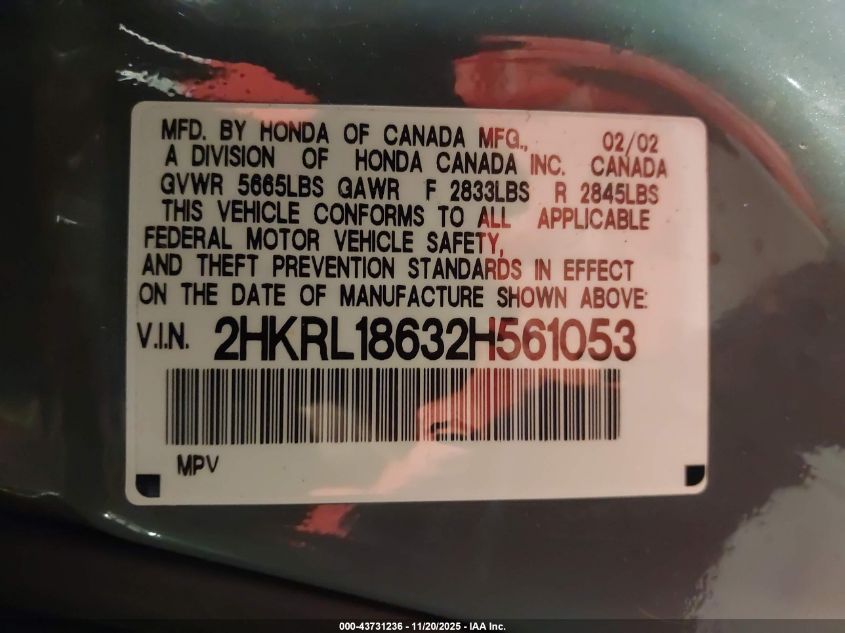 MFD. BY HONDA OF CANADA MFG., 02/02
A DIVISION OF HONDA CANADA INC. CANADA
GVWR 5665LBS GAWR F 2833LBS R 2845LBS
THIS VEHICLE CONFORMS TO ALL APPLICABLE
FEDERAL MOTOR VEHICLE SAFETY,
AND THEFT PREVENTION STANDARDS IN EFFECT
ON THE DATE OF MANUFACTURE SHOWN ABOVE:
V.I.N. 2HKRL18632H561053
MPV
000-43731236 - 11/20/2025 - IAA Inc.